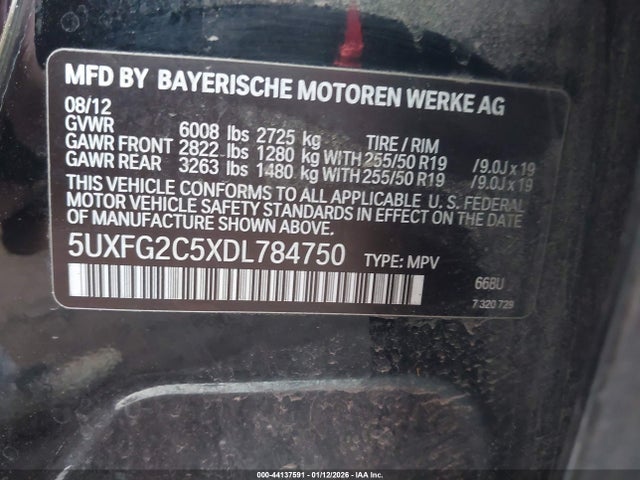 MFD BY BAYERISCHE MOTOREN WERKE AG
08/12
GVWR 6008 lbs 2725 kg TIRE / RIM
GAWR FRONT 2822 lbs 1280 kg WITH 255/50 R19 /9.0J x 19
GAWR REAR 3263 lbs 1480 kg WITH 255/50 R19 /9.0J x 19
THIS VEHICLE CONFORMS TO ALL APPLICABLE U. S. FEDERAL
MOTOR VEHICLE SAFETY STANDARDS
IN EFFECT ON THE DATE OF
MANUFACTURE SHOWN ABOVE.
5UXFG2C5XDL784750 TYPE: MPV
66BU
7 320 729
000-44137591 - 01/12/2026 - IAA Corp.